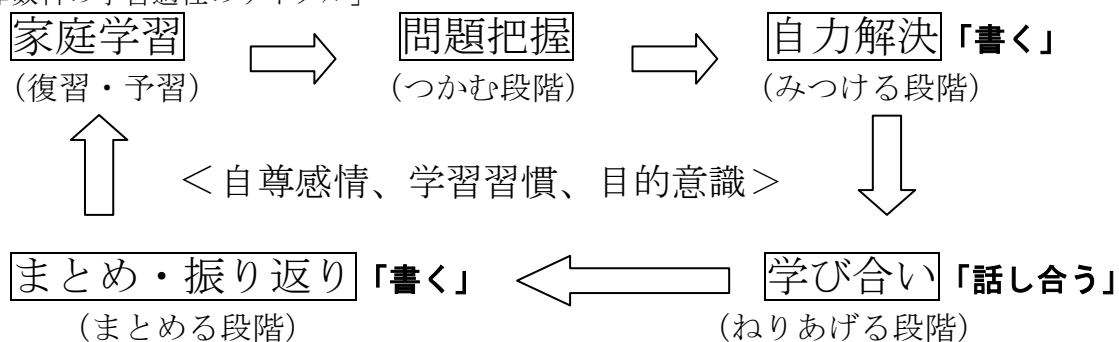 算数科の学習過程のサイクル」
家庭学習 問題把握 自力解決「書く」
(復習・予習) (つかむ段階) (みつける段階)
＜自尊感情、学習習慣、目的意識＞
まとめ・振り返り「書く」 学び合い「話し合う」
(まとめる段階) (ねりあげる段階)